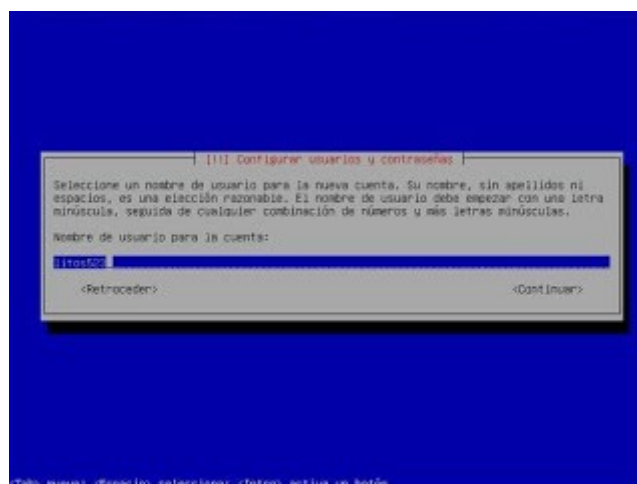 [!!] Configurar usuarios y contraseñas
Seleccione un nombre de usuario para la nueva cuenta. Su nombre, sin apellidos ni
espacios, es una elección razonable. El nombre de usuario debe empezar con una letra
minúscula, seguida de cualquier combinación de números y más letras minúsculas.
Nombre de usuario para la cuenta:
litos523
<Retroceder> <Continuar>
<Tab> mueve; <Espacio> selecciona; <Intro> activa un botón